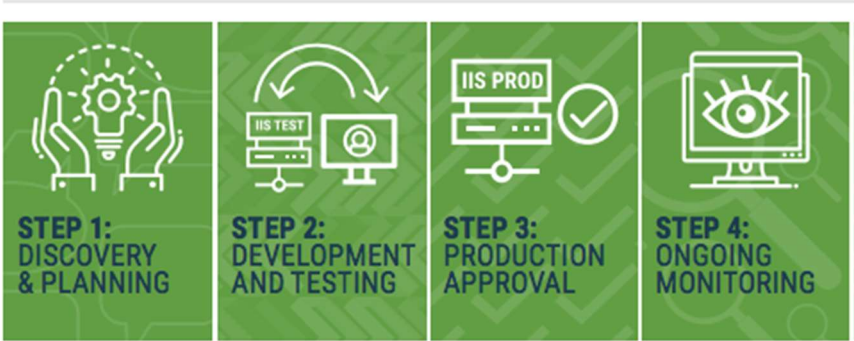 STEP 1:
DISCOVERY
& PLANNING
IIS TEST
STEP 2:
DEVELOPMENT
AND TESTING
IIS PROD
STEP 3:
PRODUCTION
APPROVAL
STEP 4:
ONGOING
MONITORING